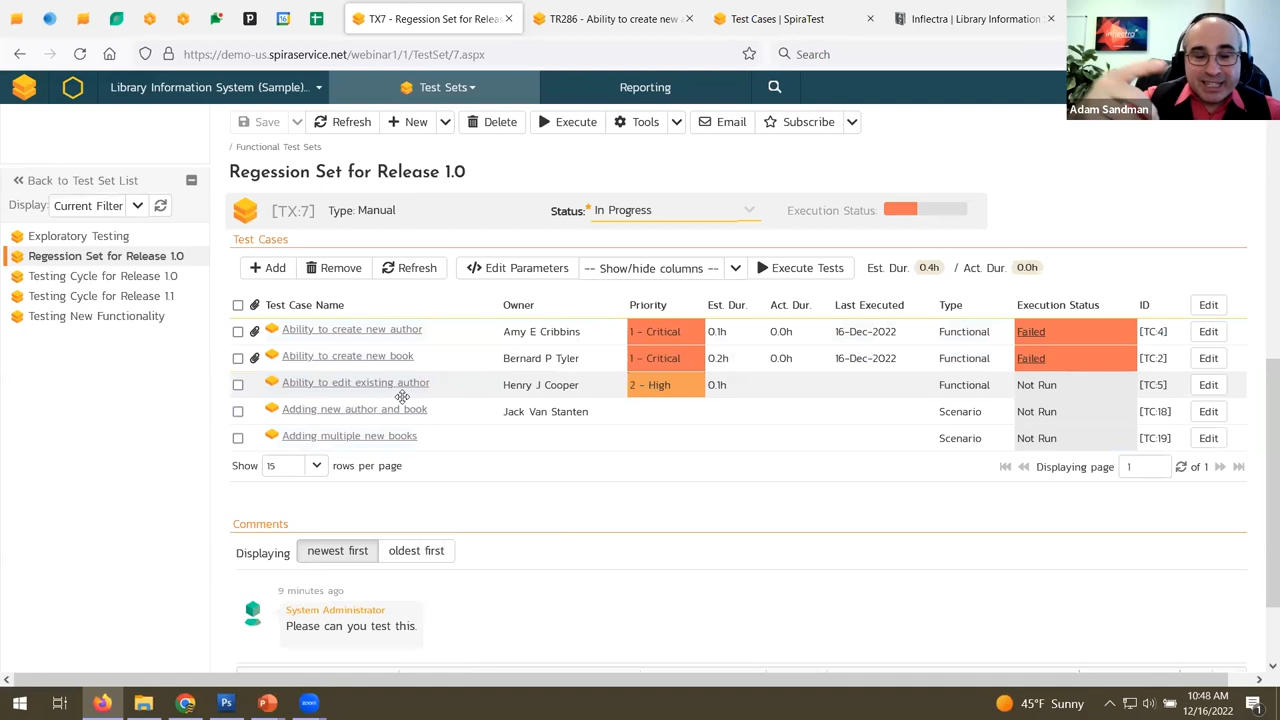 TX7 - Regession Set for Releas
TR286 - Ability to create new a
Test Cases | SpiraTest
Inflectra | Library Information
https://demo-us.spiraservice.net/webinar1/1/TestSet/7.aspx
Search
inflectra
Adam Sandman
Library Information System (Sample)...
Test Sets
Reporting
Save
Refresh
New
Delete
Execute
Tools
Email
Subscribe
/ Functional Test Sets
Regession Set for Release 1.0
Back to Test Set List
Display: Current Filter
Exploratory Testing
Regession Set for Release 1.0
Testing Cycle for Release 1.0
Testing Cycle for Release 1.1
Testing New Functionality
[TX:7] Type: Manual Status:* In Progress Execution Status:
Test Cases
+ Add Remove Refresh </> Edit Parameters -- Show/hide columns -- Execute Tests Est. Dur. 0.4h / Act. Dur. 0.0h
Test Case Name Owner Priority Est. Dur. Act. Dur. Last Executed Type Execution Status ID Edit
Ability to create new author Amy E Cribbins 1 - Critical 0.1h 0.0h 16-Dec-2022 Functional Failed [TC:4] Edit
Ability to create new book Bernard P Tyler 1 - Critical 0.2h 0.0h 16-Dec-2022 Functional Failed [TC:2] Edit
Ability to edit existing author Henry J Cooper 2 - High 0.1h Functional Not Run [TC:5] Edit
Adding new author and book Jack Van Stanten Scenario Not Run [TC:18] Edit
Adding multiple new books Scenario Not Run [TC:19] Edit
Show 15 rows per page Displaying page 1 of 1
Comments
Displaying newest first oldest first
9 minutes ago
System Administrator
Please can you test this.
45°F Sunny
10:48 AM
12/16/2022